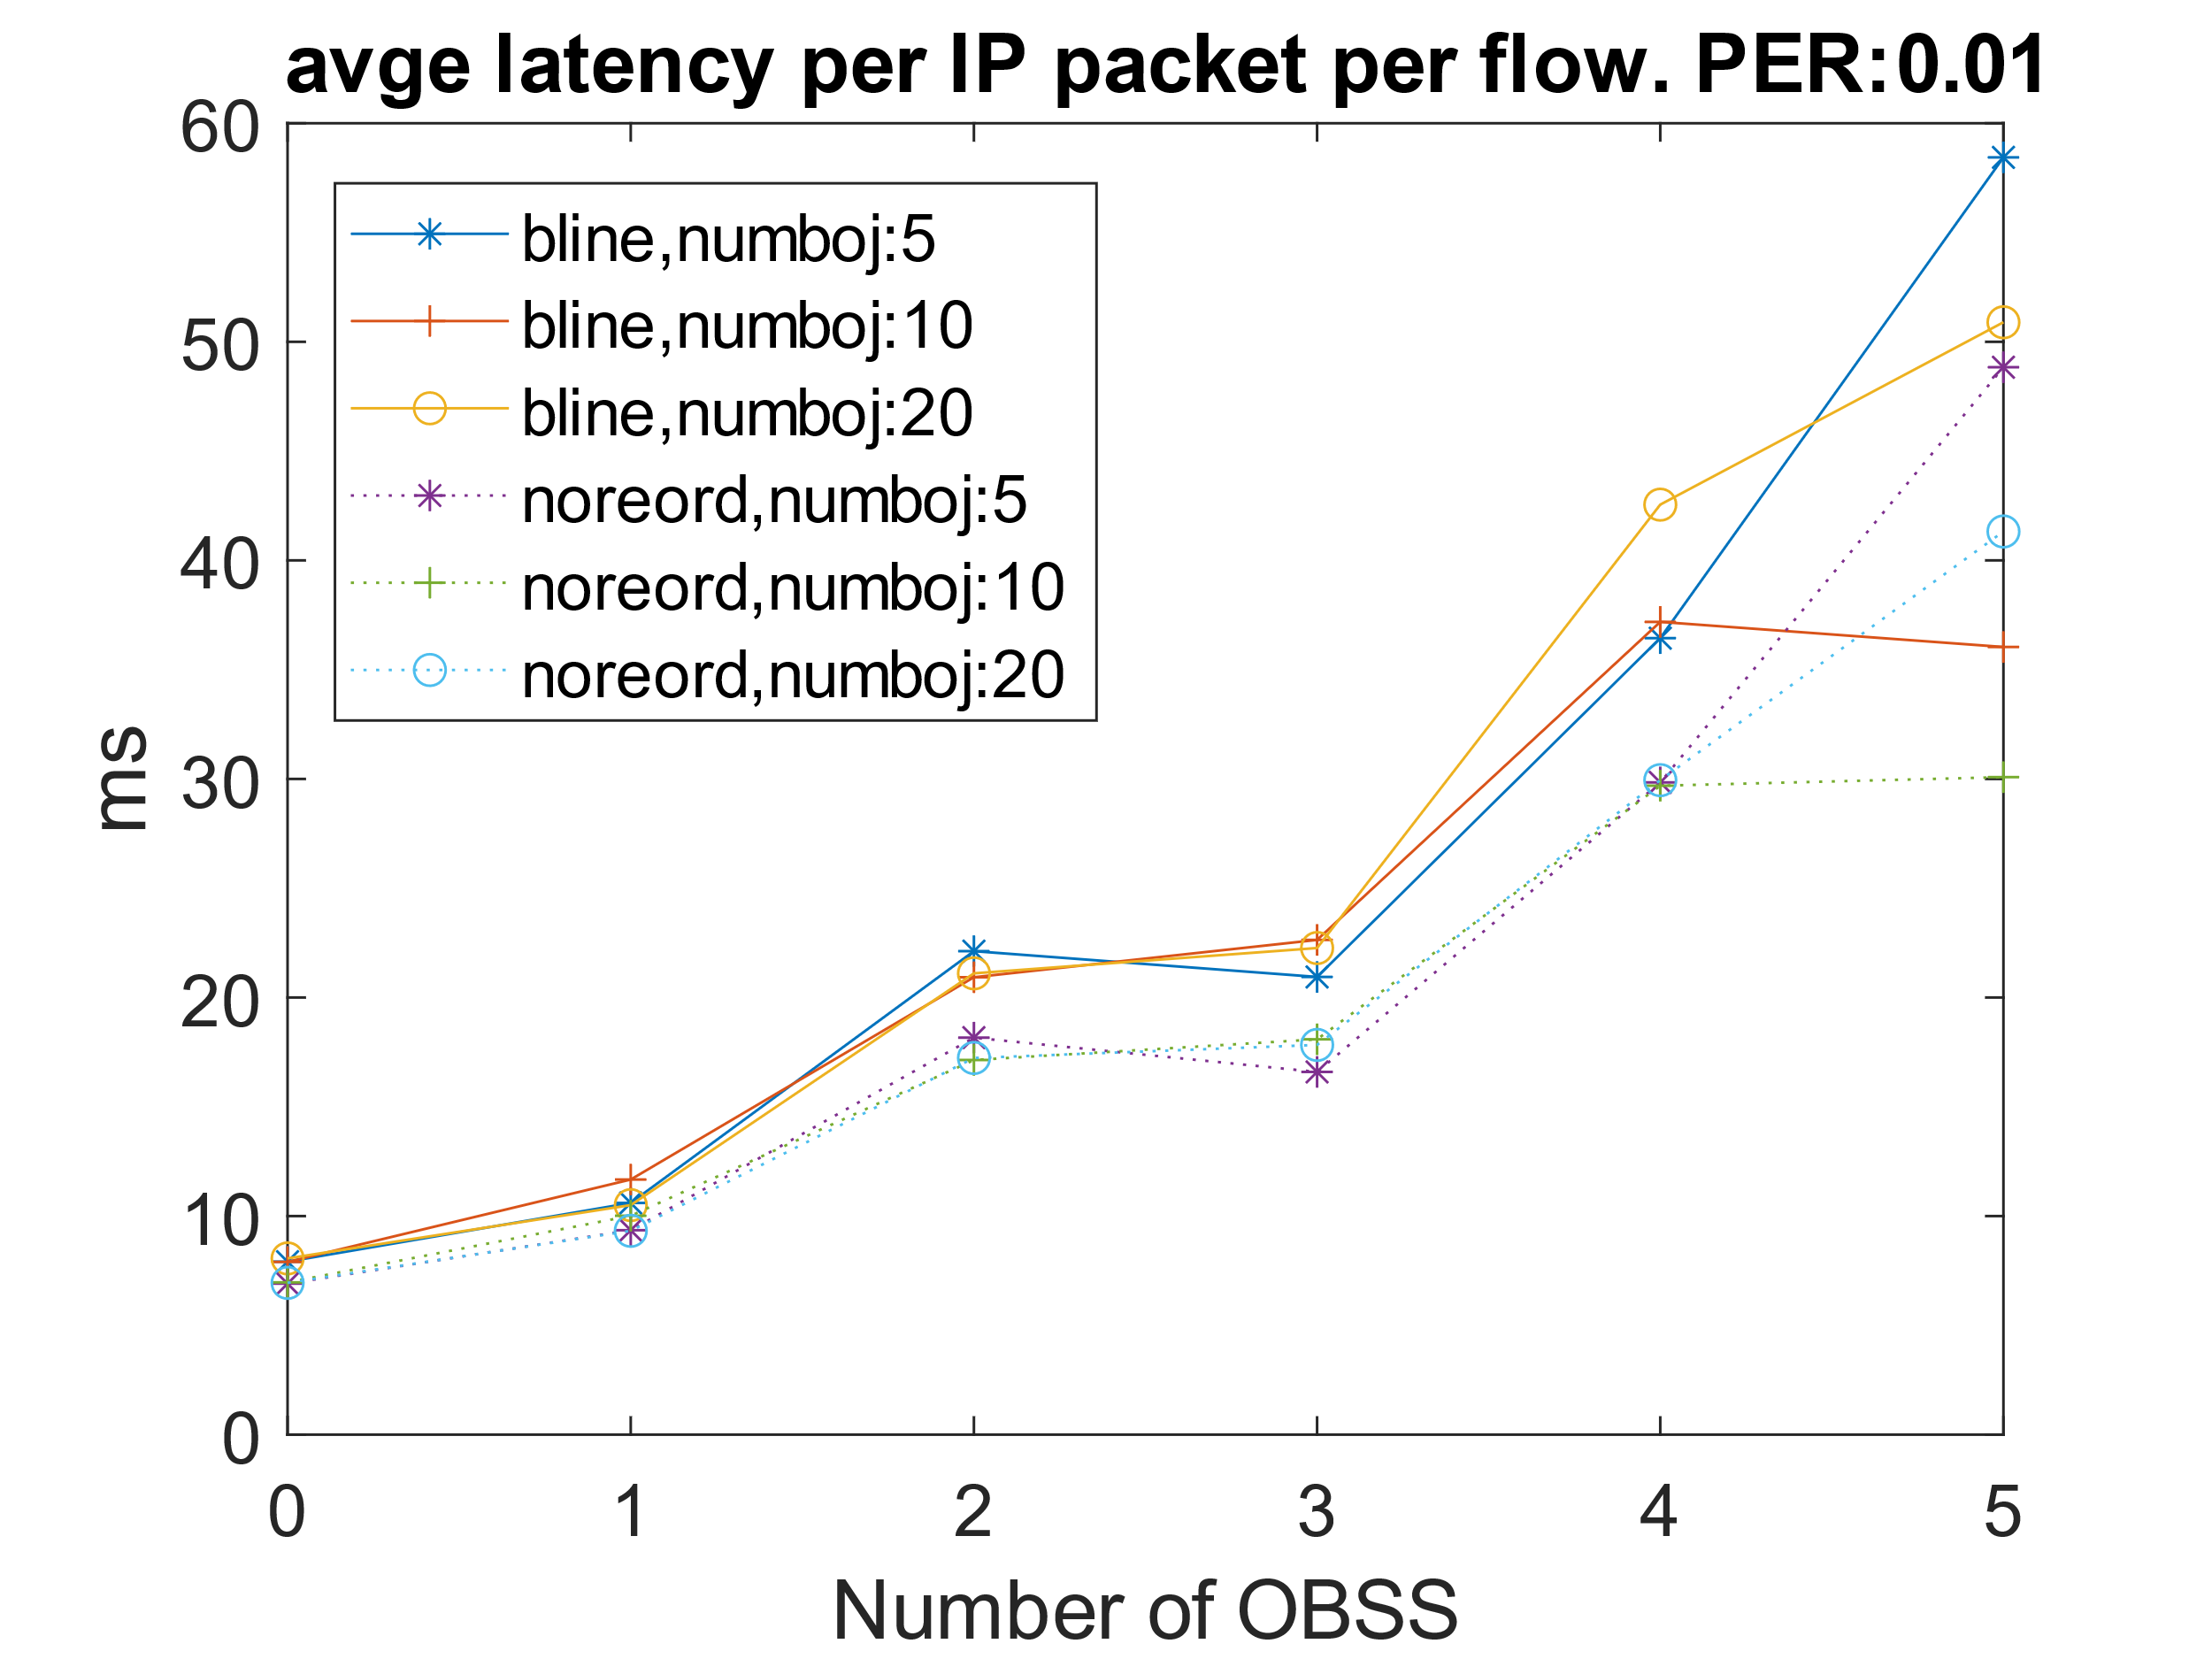 avge latency per IP packet per flow. PER:0.01
60
50
40
30
20
10
0
ms
bline,numboj:5
bline,numboj:10
bline,numboj:20
noreord,numboj:5
noreord,numboj:10
noreord,numboj:20
0 1 2 3 4 5
Number of OBSS